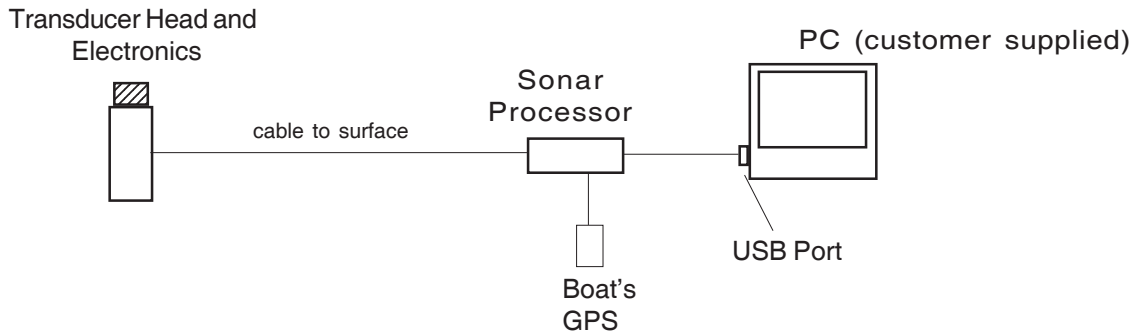 Transducer Head and
Electronics
cable to surface
Sonar
Processor
Boat's
GPS
PC (customer supplied)
USB Port